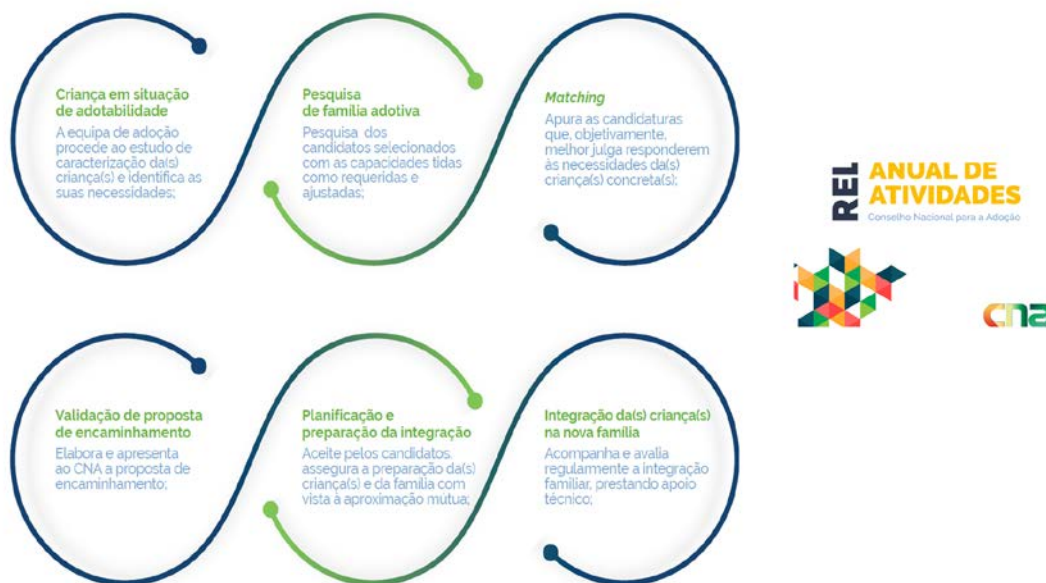 Criança em situação
de adotabilidade
A equipa de adoção
procede ao estudo de
caracterização da(s)
criança(s) e identifica as
suas necessidades;
Pesquisa
de família adotiva
Pesquisa dos
candidatos selecionados
com as capacidades tidas
como requeridas e
ajustadas;
Matching
Apura as candidaturas
que, objetivamente,
melhor julga responderem
às necessidades da(s)
criança(s) concreta(s);
REL
ANUAL DE
ATIVIDADES
Conselho Nacional para a Adoção
cna
Validação de proposta
de encaminhamento
Elabora e apresenta
ao CNA a proposta de
encaminhamento;
Planificação e
preparação da integração
Aceite pelos candidatos,
assegura a preparação da(s)
criança(s) e da família com
vista à aproximação mútua;
Integração da(s) criança(s)
na nova família
Acompanha e avalia
regularmente a integração
familiar, prestando apoio
técnico;